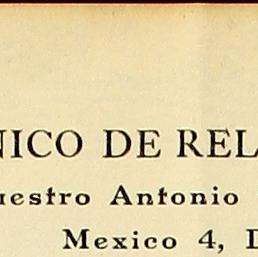 NICO DE REL
uestro Antonio
Mexico 4, D